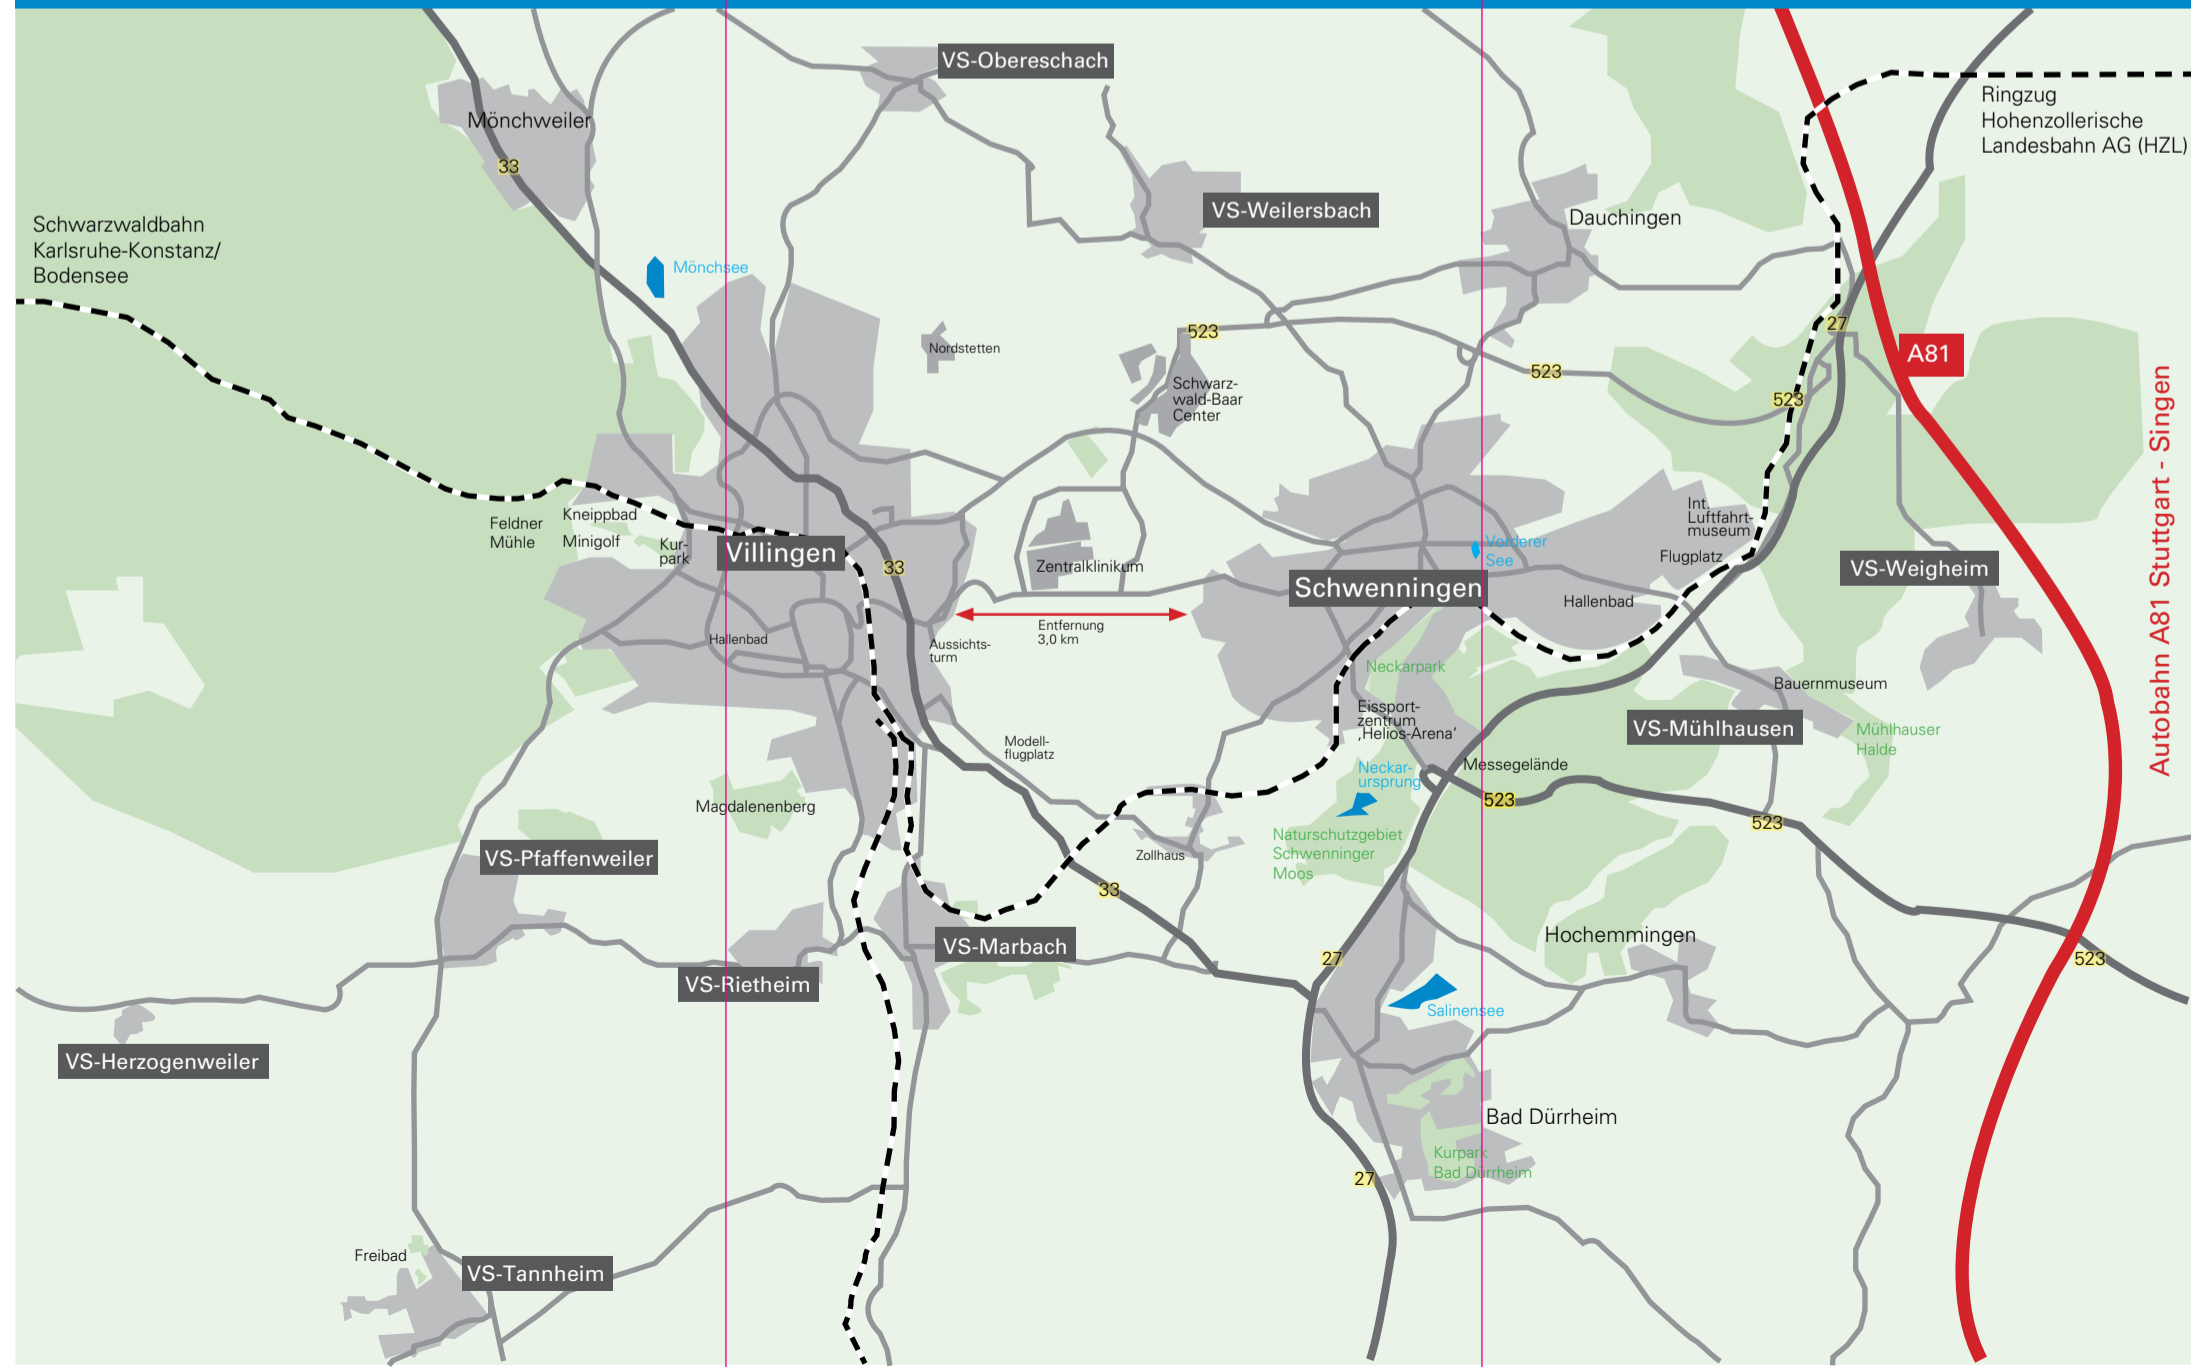 VS-Obereschach
Mönchweiler
33
Ringzug
Hohenzollerische
Landesbahn AG (HZL)
VS-Weilersbach
Dauchingen
Schwarzwaldbahn
Karlsruhe-Konstanz/
Bodensee
Mönchsee
Nordstetten
523
27
A81
523
523
Schwarz-
wald-Baar
Center
Autobahn A81 Stuttgart - Singen
Feldner
Mühle
Kneippbad
Minigolf
Kur-
park
Villingen
33
Zentralklinikum
Int.
Luftfahrt-
museum
Flugplatz
Vorderer
See
Schwenningen
VS-Weigheim
Hallenbad
Entfernung
3,0 km
Hallenbad
Aussichts-
turm
Neckarpark
Bauernmuseum
Eissport-
zentrum
‚Helios-Arena‘
VS-Mühlhausen
Mühlhauser
Halde
Modell-
flugplatz
Neckar-
ursprung
Messegelände
523
523
Magdalenenberg
Naturschutzgebiet
Schwenninger
Moos
Zollhaus
VS-Pfaffenweiler
33
VS-Marbach
Hochemmingen
27
523
VS-Rietheim
Salinensee
VS-Herzogenweiler
Bad Dürrheim
Kurpark
Bad Dürrheim
27
Freibad
VS-Tannheim